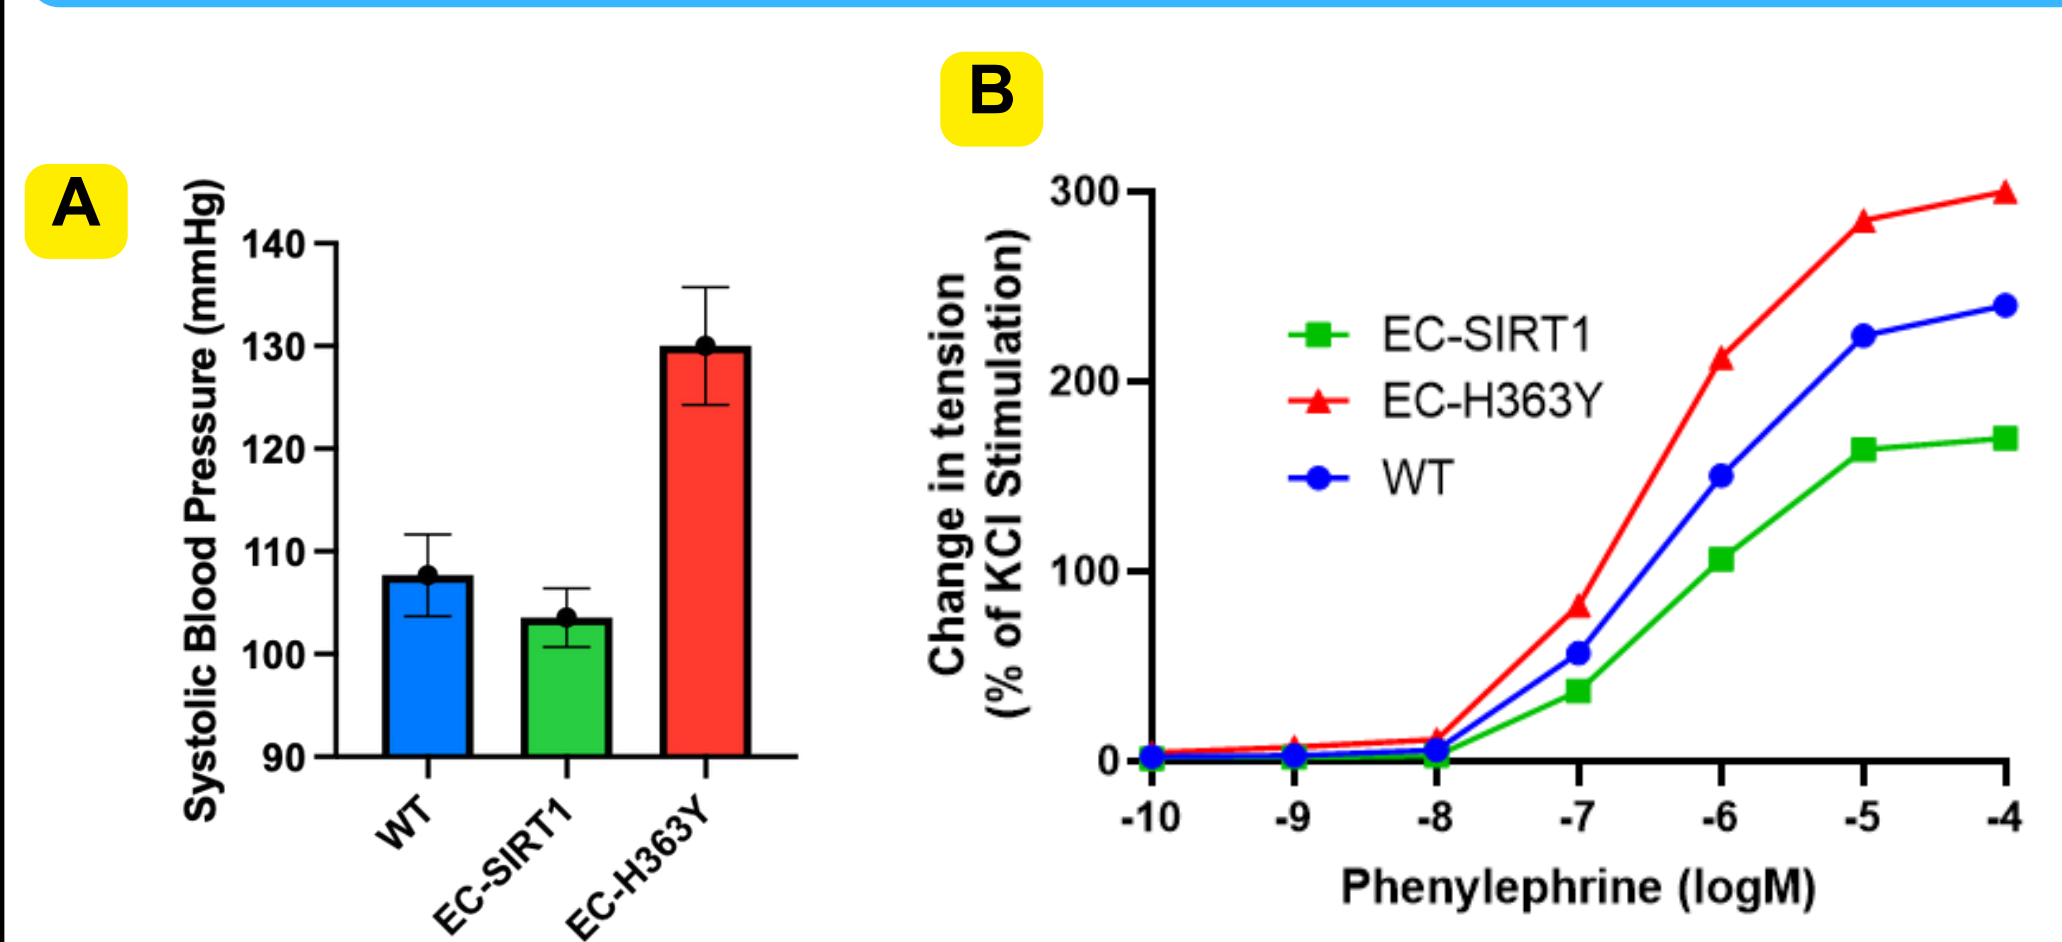 A
Systolic Blood Pressure (mmHg)
140
130
120
110
100
90
WT
EC-SIRT1
EC-H363Y
B
Change in tension
(% of KCl Stimulation)
300
200
100
0
EC-SIRT1
EC-H363Y
WT
-10 -9 -8 -7 -6 -5 -4
Phenylephrine (logM)